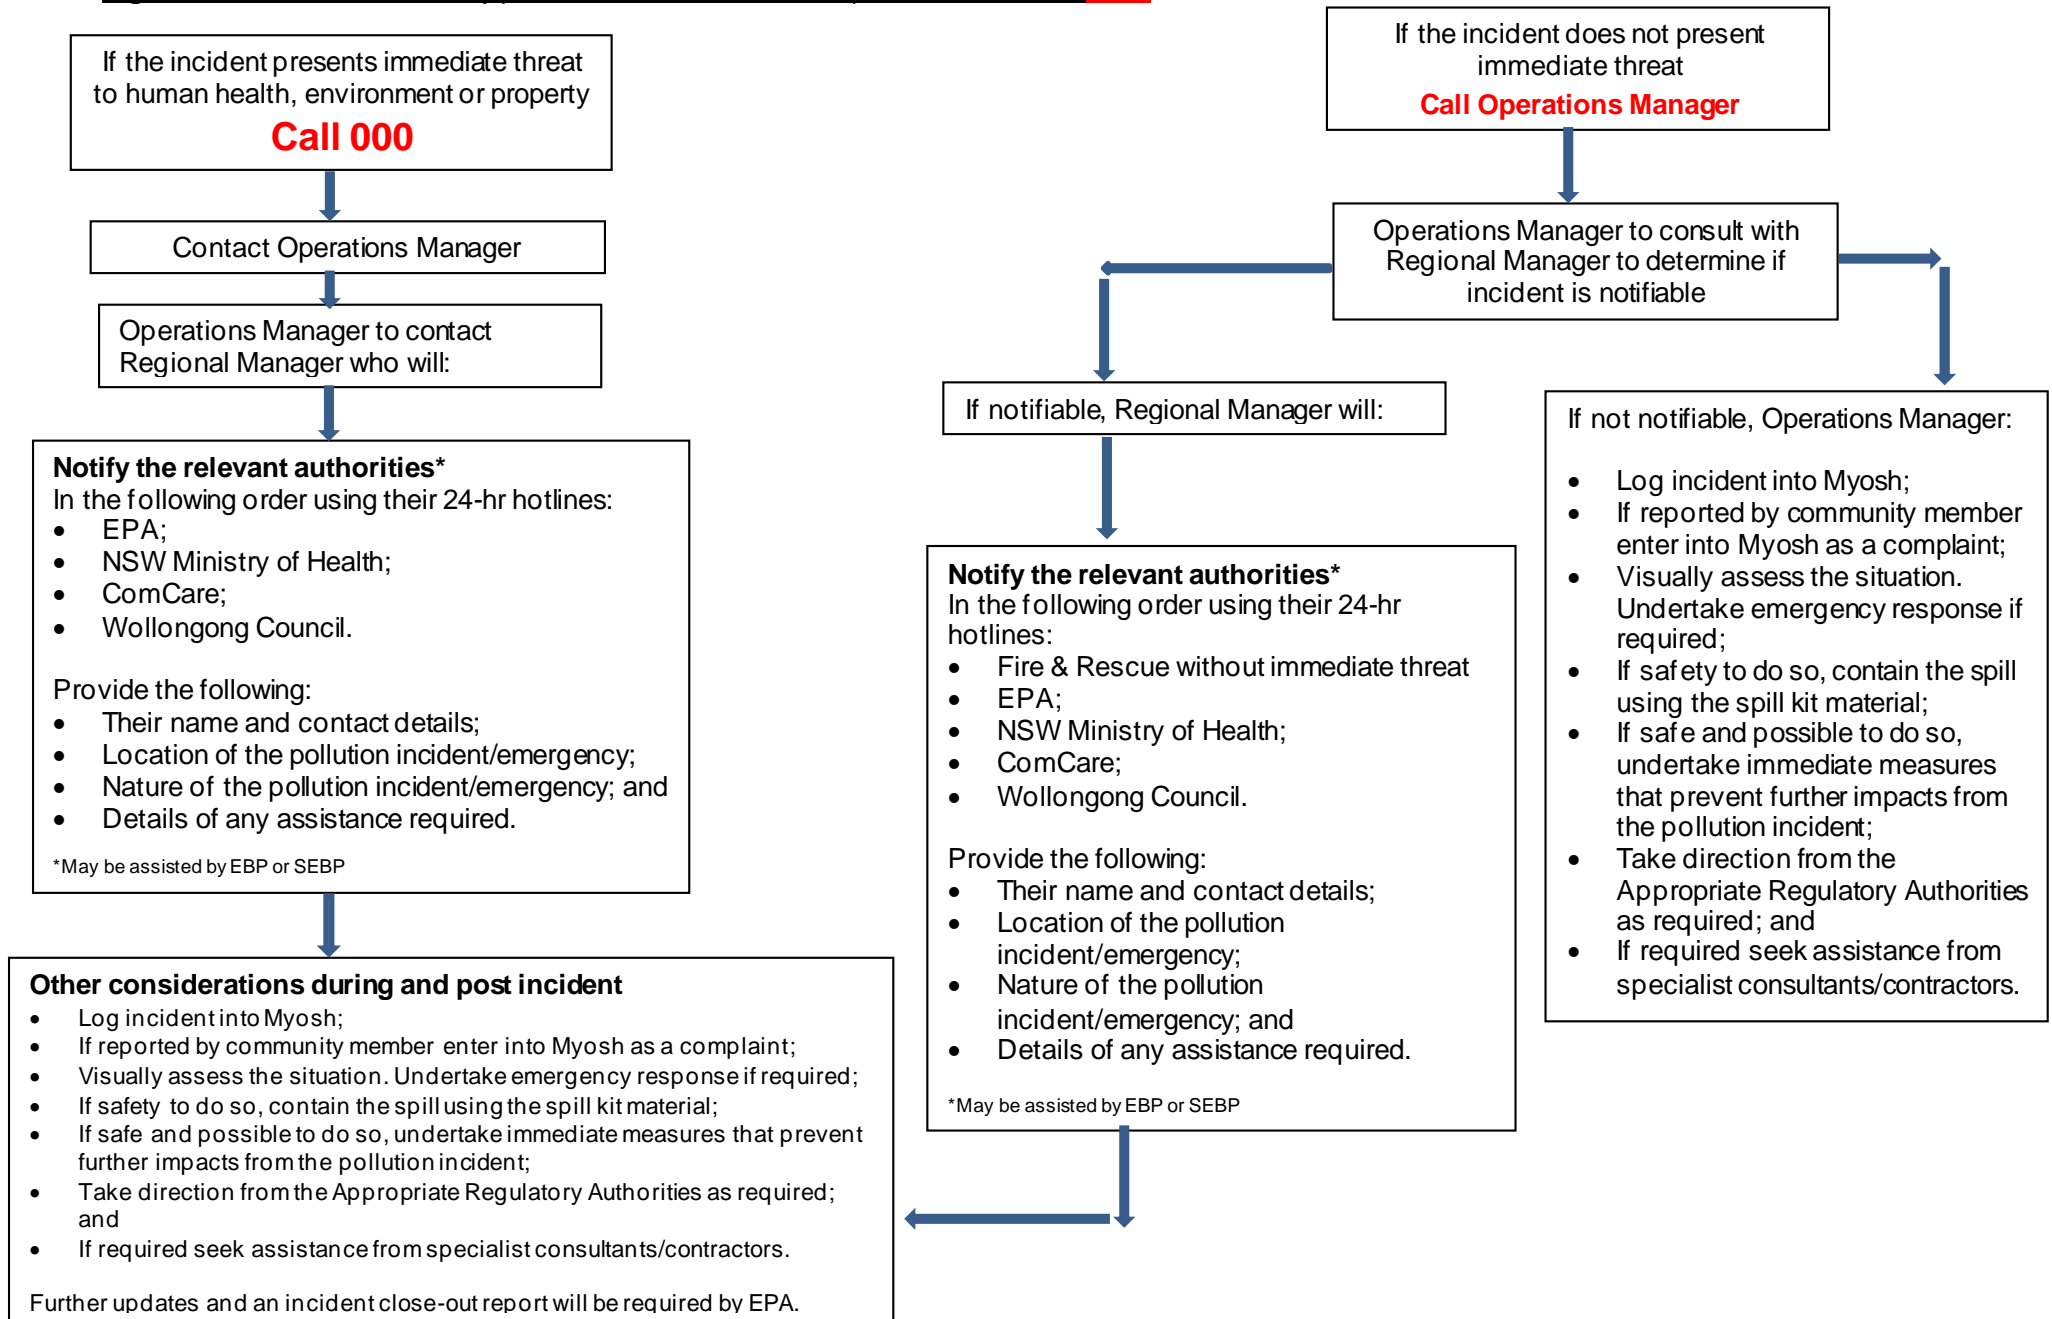 If the incident presents immediate threat
to human health, environment or property
Call 000
Contact Operations Manager
Operations Manager to contact
Regional Manager who will:
Notify the relevant authorities*
In the following order using their 24-hr hotlines:
• EPA;
• NSW Ministry of Health;
• ComCare;
• Wollongong Council.
Provide the following:
• Their name and contact details;
• Location of the pollution incident/emergency;
• Nature of the pollution incident/emergency; and
• Details of any assistance required.
*May be assisted by EBP or SEBP
Other considerations during and post incident
• Log incident into Myosh;
• If reported by community member enter into Myosh as a complaint;
• Visually assess the situation. Undertake emergency response if required;
• If safety to do so, contain the spill using the spill kit material;
• If safe and possible to do so, undertake immediate measures that prevent
further impacts from the pollution incident;
• Take direction from the Appropriate Regulatory Authorities as required;
and
• If required seek assistance from specialist consultants/contractors.
Further updates and an incident close-out report will be required by EPA.
If the incident does not present
immediate threat
Call Operations Manager
Operations Manager to consult with
Regional Manager to determine if
incident is notifiable
If notifiable, Regional Manager will:
Notify the relevant authorities*
In the following order using their 24-hr
hotlines:
• Fire & Rescue without immediate threat
• EPA;
• NSW Ministry of Health;
• ComCare;
• Wollongong Council.
Provide the following:
• Their name and contact details;
• Location of the pollution
incident/emergency;
• Nature of the pollution
incident/emergency; and
• Details of any assistance required.
*May be assisted by EBP or SEBP
If not notifiable, Operations Manager:
• Log incident into Myosh;
• If reported by community member
enter into Myosh as a complaint;
• Visually assess the situation.
Undertake emergency response if
required;
• If safety to do so, contain the spill
using the spill kit material;
• If safe and possible to do so,
undertake immediate measures
that prevent further impacts from
the pollution incident;
• Take direction from the
Appropriate Regulatory Authorities
as required; and
• If required seek assistance from
specialist consultants/contractors.